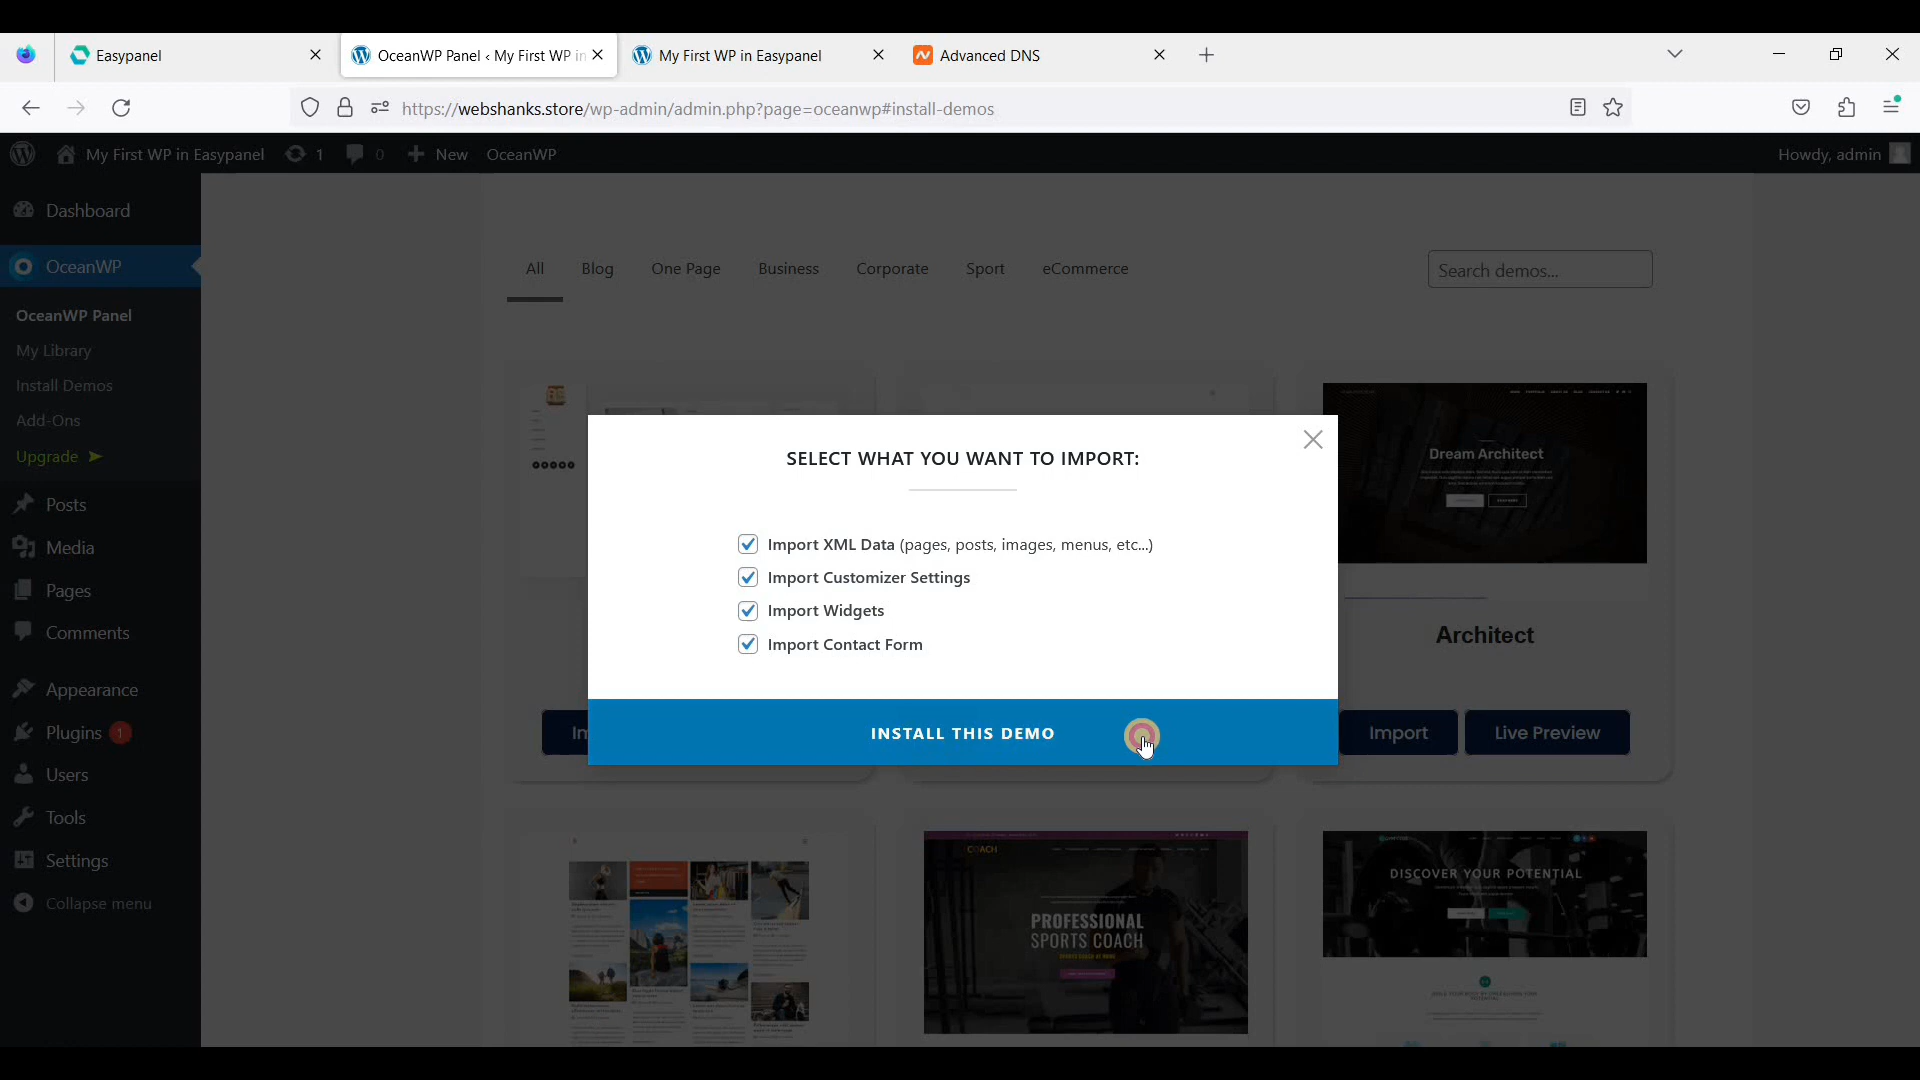 Easypanel
OceanWP Panel ‹ My First WP in
My First WP in Easypanel
Advanced DNS
https://webshanks.store/wp-admin/admin.php?page=oceanwp#install-demos
My First WP in Easypanel 1 0 New OceanWP
Howdy, admin
Dashboard
OceanWP
OceanWP Panel
My Library
Install Demos
Add-Ons
Upgrade
Posts
Media
Pages
Comments
Appearance
Plugins 1
Users
Tools
Settings
Collapse menu
All Blog One Page Business Corporate Sport eCommerce
Search demos...
SELECT WHAT YOU WANT TO IMPORT:
Import XML Data (pages, posts, images, menus, etc...)
Import Customizer Settings
Import Widgets
Import Contact Form
INSTALL THIS DEMO
Dream Architect
Architect
Import Live Preview
COACH
PROFESSIONAL
SPORTS COACH
DISCOVER YOUR POTENTIAL